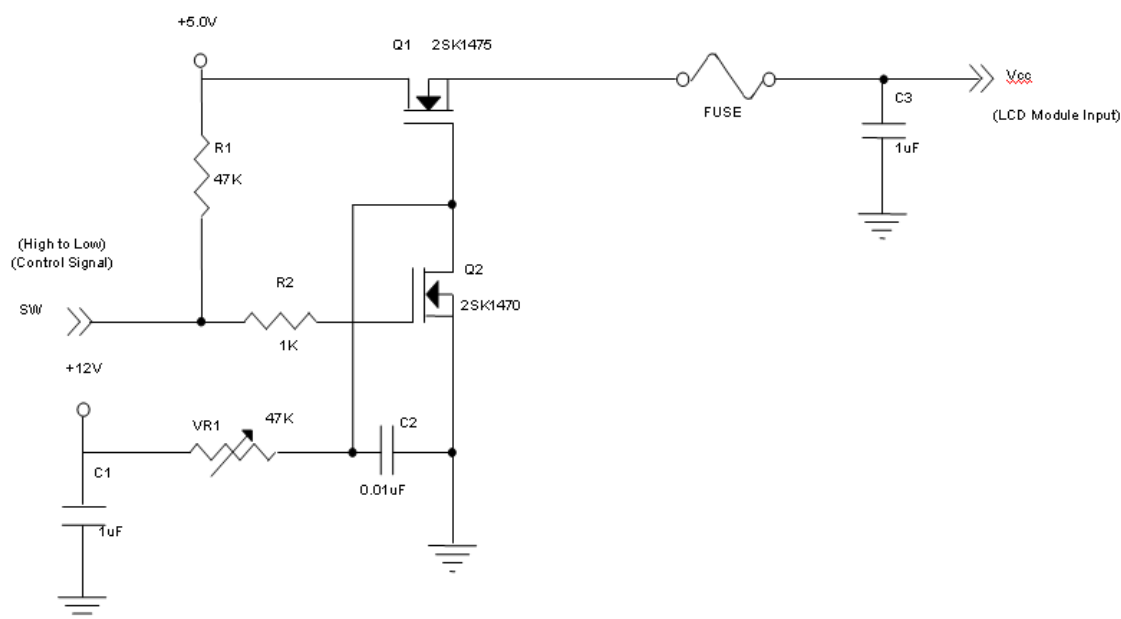 +5.0V
Q1 2SK1475
Vcc
FUSE
C3
(LCD Module Input)
R1
1uF
47K
(High to Low)
(Control Signal)
R2
Q2
SW
2SK1470
1K
+12V
VR1
47K
C2
C1
0.01uF
1uF